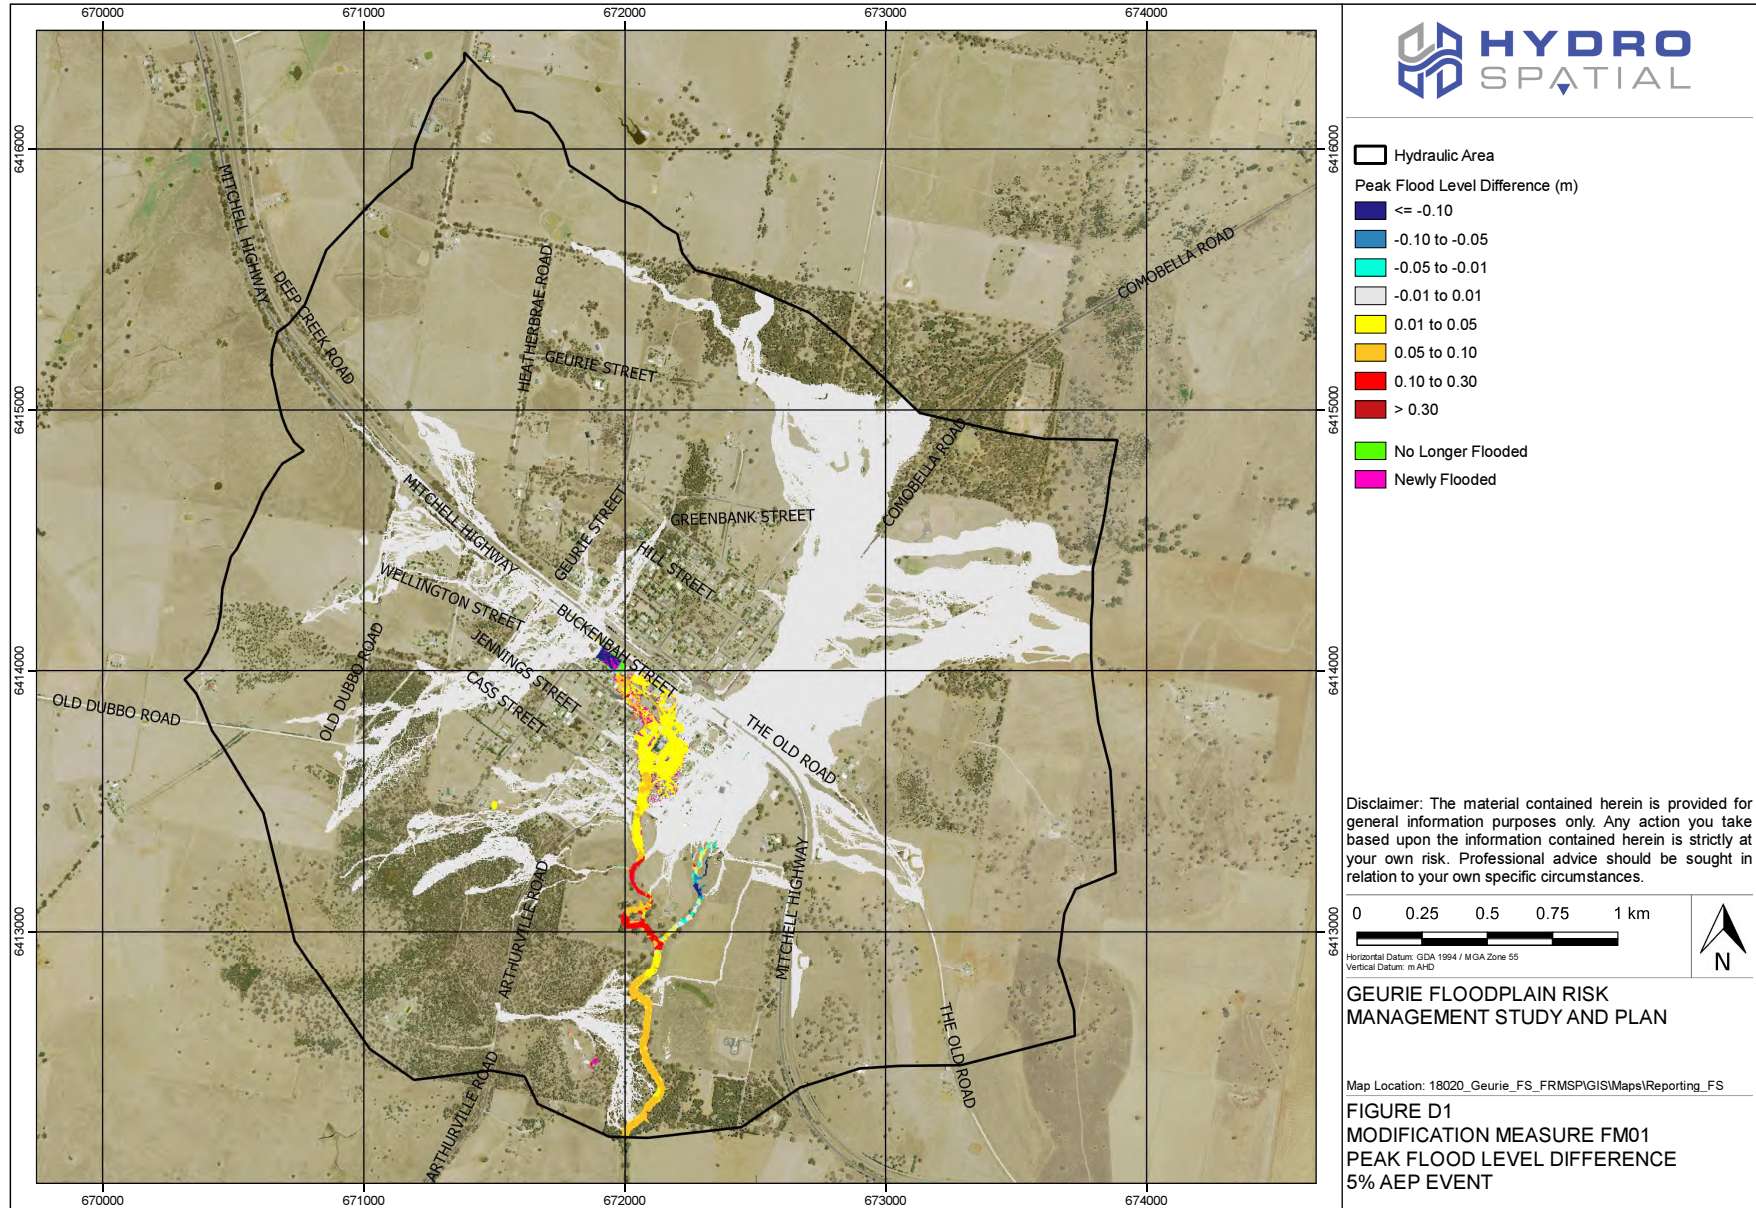 670000
671000
672000
673000
674000
HYDRO
SPATIAL
6416000
6416000
Hydraulic Area
Peak Flood Level Difference (m)
<= -0.10
-0.10 to -0.05
-0.05 to -0.01
-0.01 to 0.01
0.01 to 0.05
0.05 to 0.10
0.10 to 0.30
> 0.30
No Longer Flooded
Newly Flooded
MITCHELL HIGHWAY
DEEP CREEK ROAD
HEATHERBRAE ROAD
GEURIE STREET
COMOBELLA ROAD
6415000
6415000
COMOBELLA ROAD
MITCHELL HIGHWAY
GEURIE STREET
GREENBANK STREET
HILL STREET
WELLINGTON STREET
BUCKENBAH STREET
JENNINGS STREET
CASS STREET
OLD DUBBO ROAD
OLD DUBBO ROAD
6414000
6414000
THE OLD ROAD
MITCHELL HIGHWAY
ARTHURVILLE ROAD
6413000
6413000
THE OLD ROAD
ARTHURVILLE ROAD
670000
671000
672000
673000
674000
Disclaimer: The material contained herein is provided for
general information purposes only. Any action you take
based upon the information contained herein is strictly at
your own risk. Professional advice should be sought in
relation to your own specific circumstances.
0 0.25 0.5 0.75 1 km
Horizontal Datum: GDA 1994 / MGA Zone 55
Vertical Datum: m AHD
N
GEURIE FLOODPLAIN RISK
MANAGEMENT STUDY AND PLAN
Map Location: 18020_Geurie_FS_FRMSP\GIS\Maps\Reporting_FS
FIGURE D1
MODIFICATION MEASURE FM01
PEAK FLOOD LEVEL DIFFERENCE
5% AEP EVENT